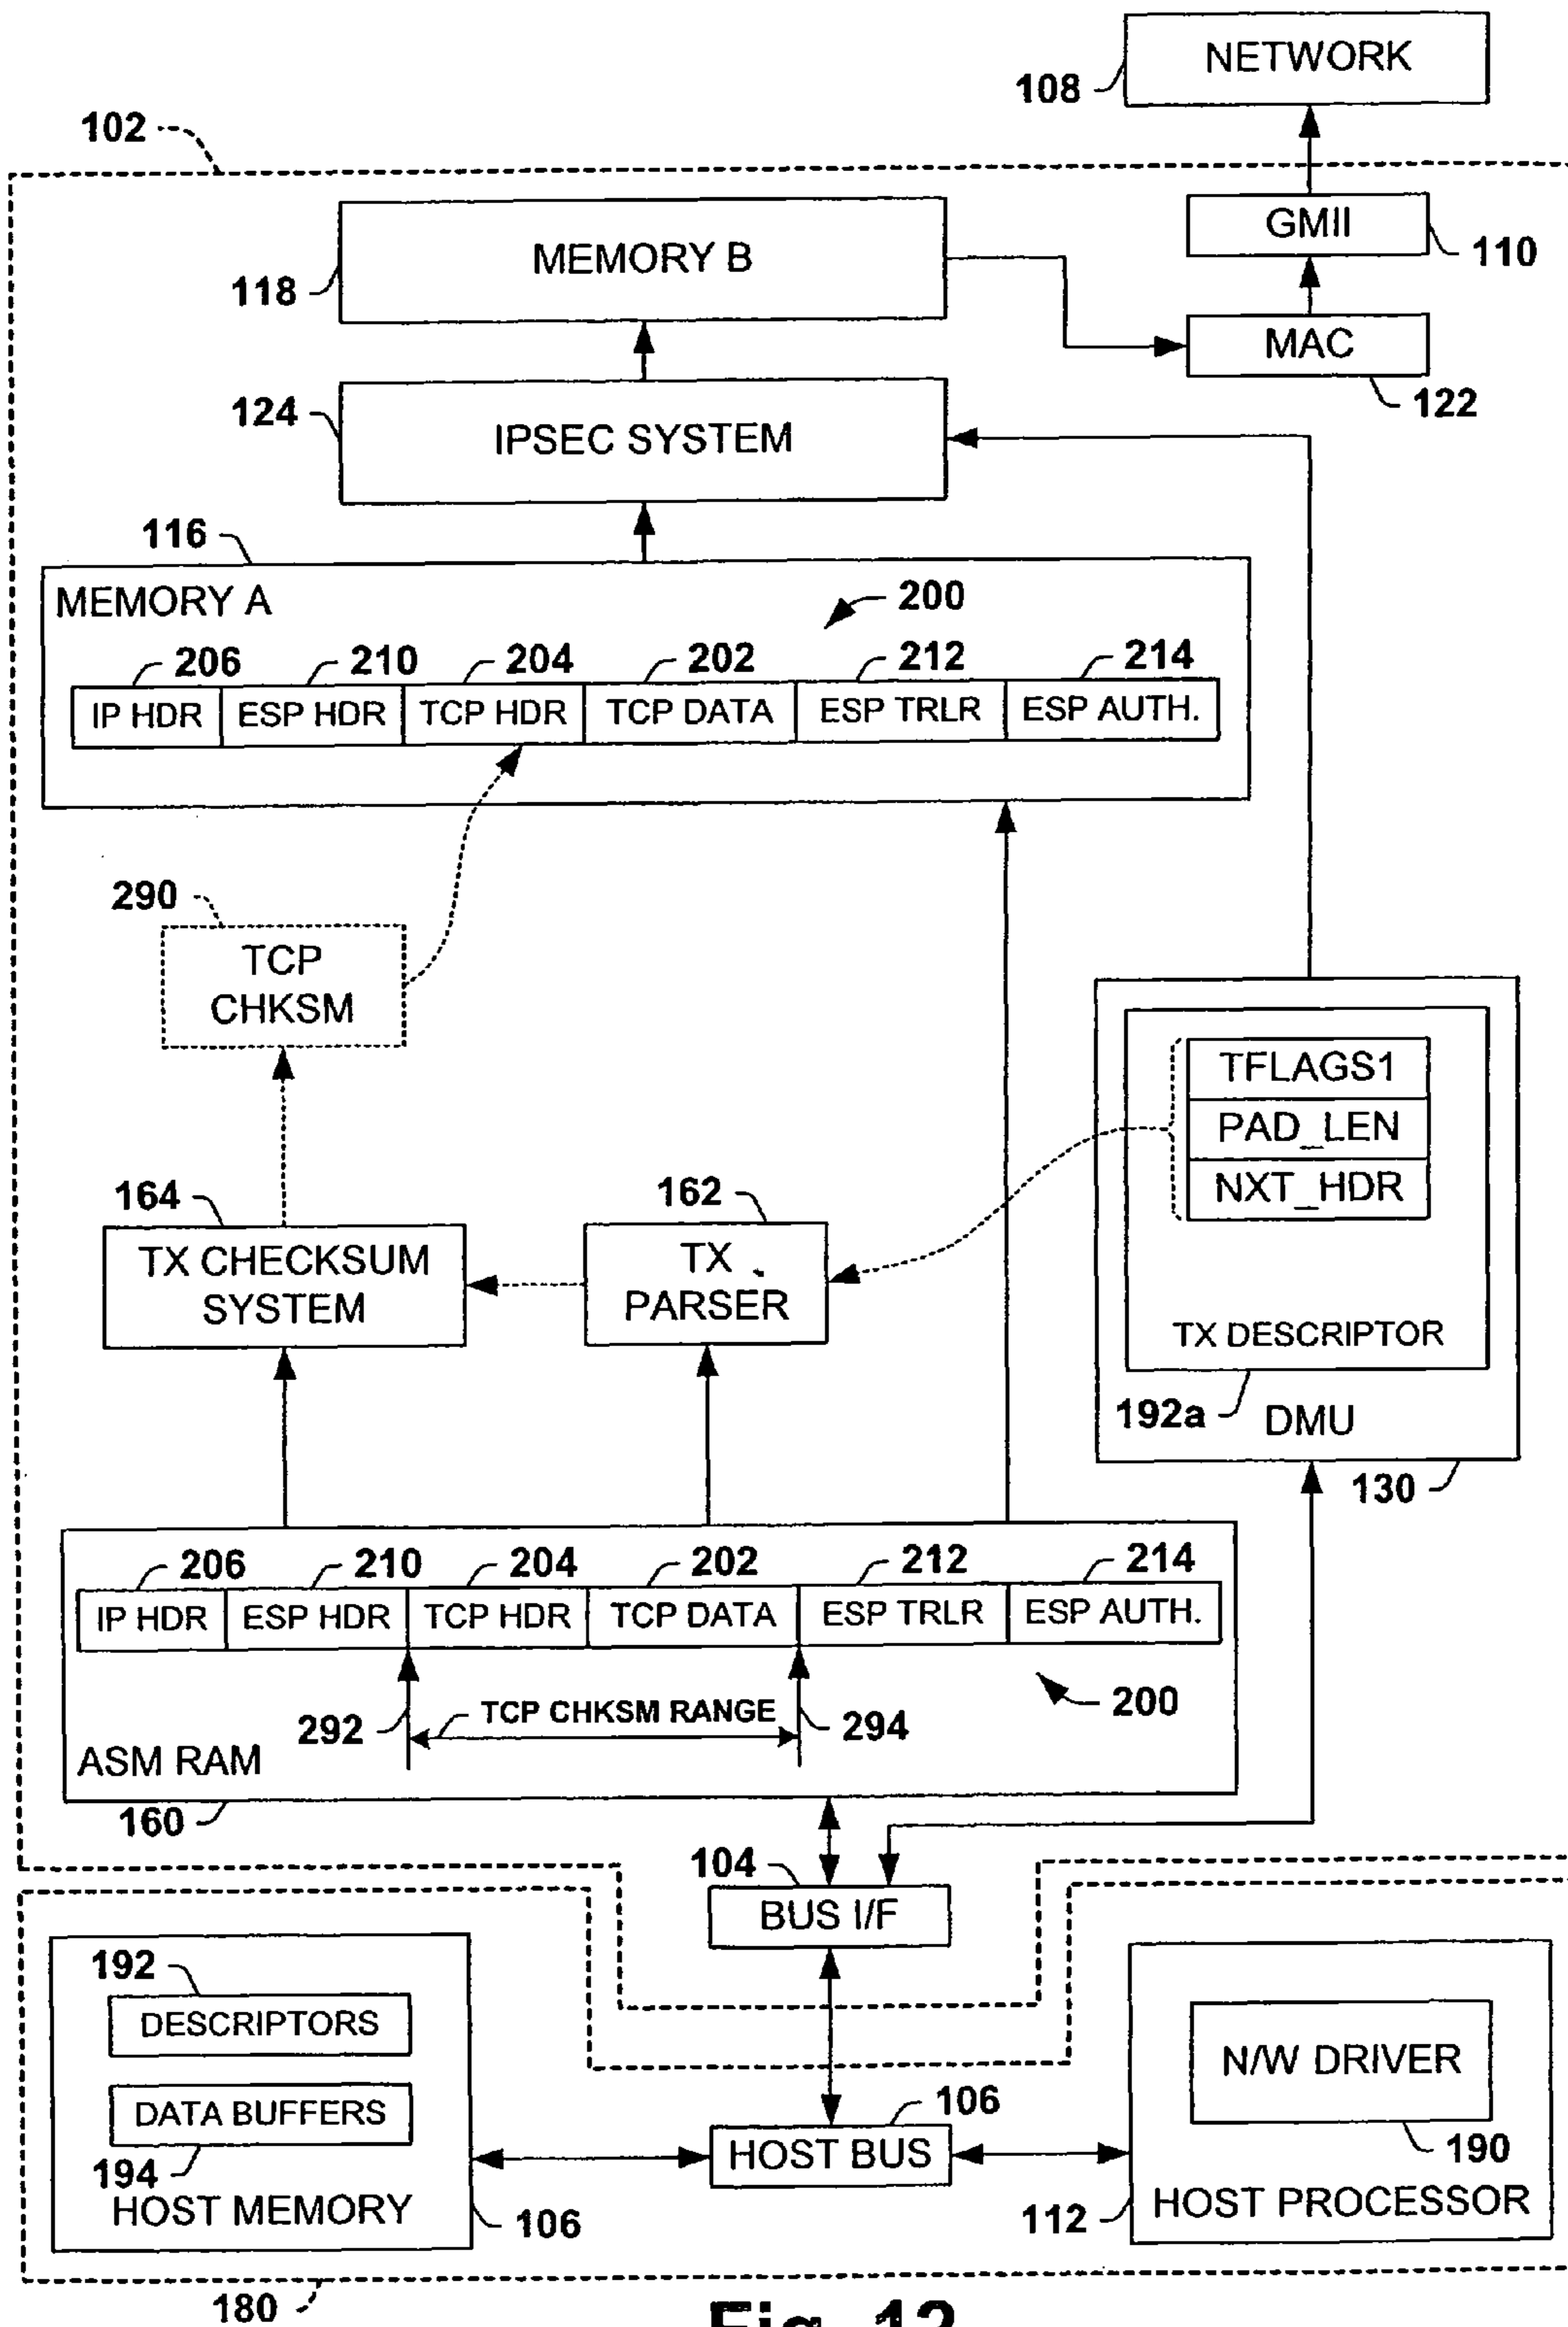 NETWORK
108
102
GMII
110
MEMORY B
118
MAC
122
124
IPSEC SYSTEM
116
MEMORY A
200
206 210 204 202 212 214
IP HDR ESP HDR TCP HDR TCP DATA ESP TRLR ESP AUTH.
290
TCP
CHKSM
TFLAGS1
PAD_LEN
NXT_HDR
164
162
TX CHECKSUM
SYSTEM
TX
PARSER
TX DESCRIPTOR
192a
DMU
130
206 210 204 202 212 214
IP HDR ESP HDR TCP HDR TCP DATA ESP TRLR ESP AUTH.
200
292
TCP CHKSM RANGE
294
ASM RAM
160
104
BUS I/F
192
DESCRIPTORS
DATA BUFFERS
194
HOST MEMORY
106
106
HOST BUS
N/W DRIVER
190
HOST PROCESSOR
112
180
Fig. 12